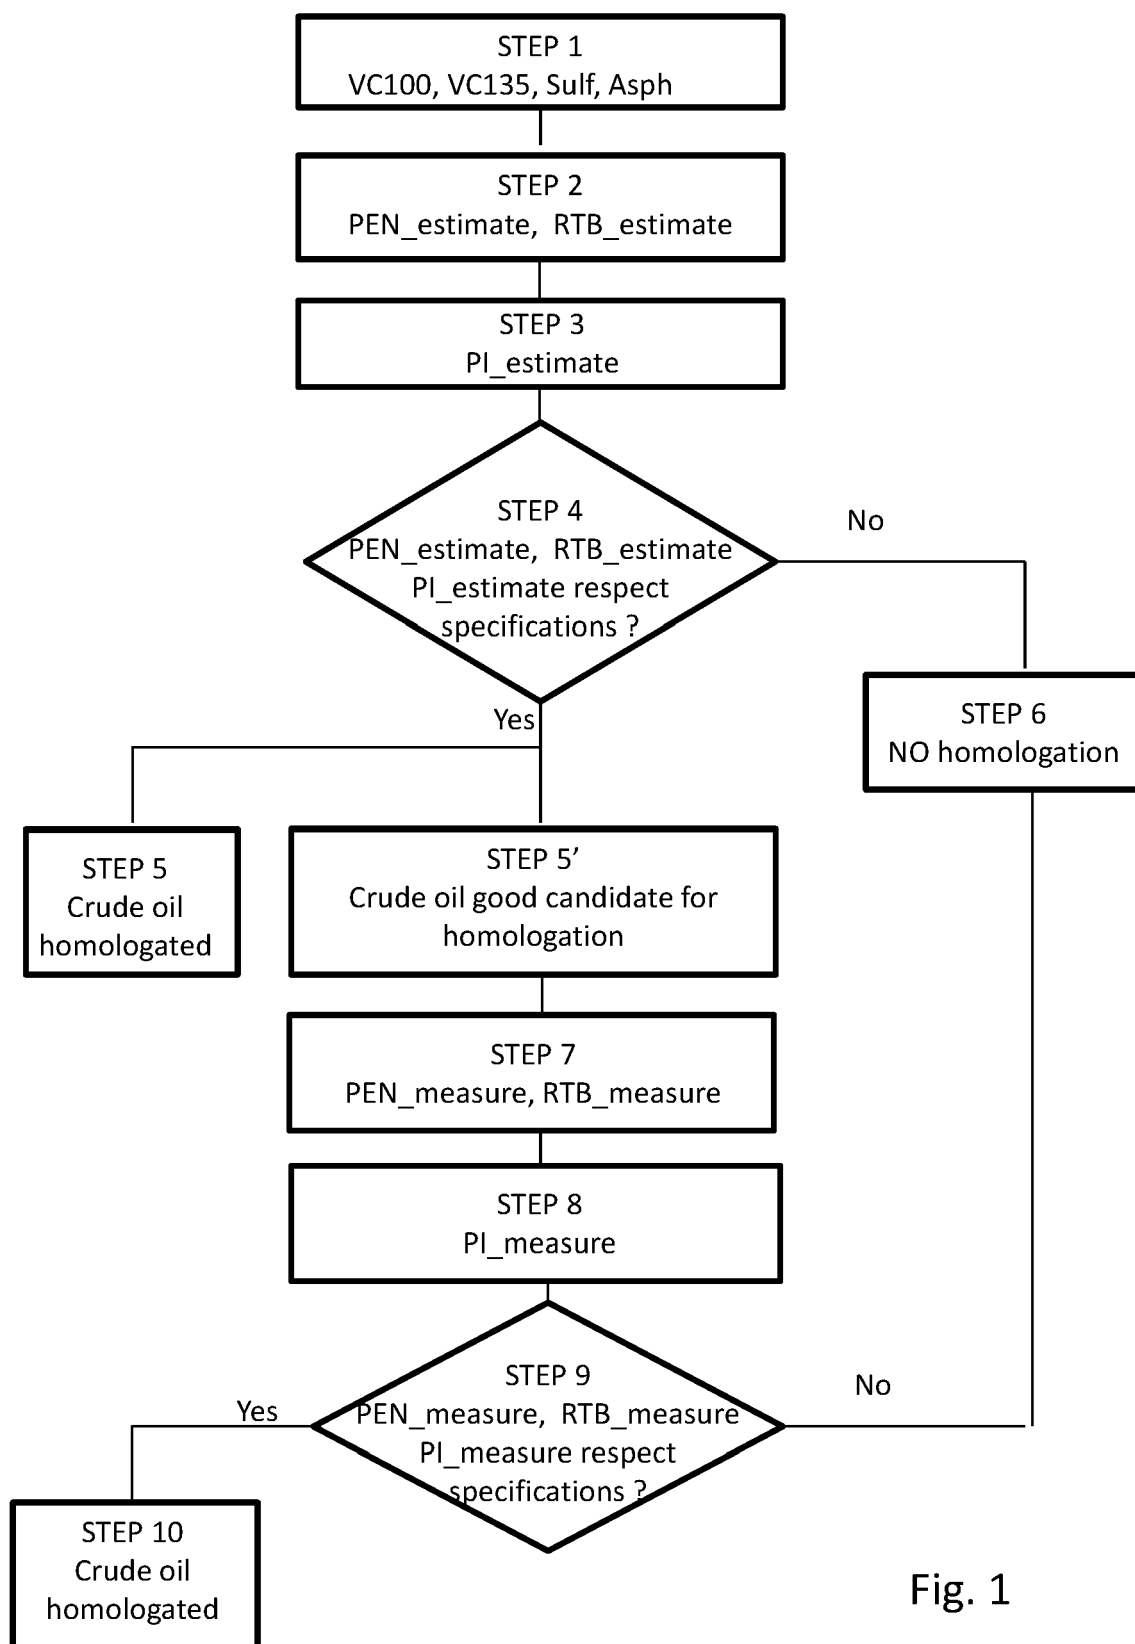 STEP 1
VC100, VC135, Sulf, Asph
STEP 2
PEN_estimate, RTB_estimate
STEP 3
PI_estimate
STEP 4
PEN_estimate, RTB_estimate
PI_estimate respect
specifications ?
No
Yes
STEP 6
NO homologation
STEP 5
Crude oil
homologated
STEP 5’
Crude oil good candidate for
homologation
STEP 7
PEN_measure, RTB_measure
STEP 8
PI_measure
STEP 9
PEN_measure, RTB_measure
PI_measure respect
specifications ?
No
Yes
STEP 10
Crude oil
homologated
Fig. 1